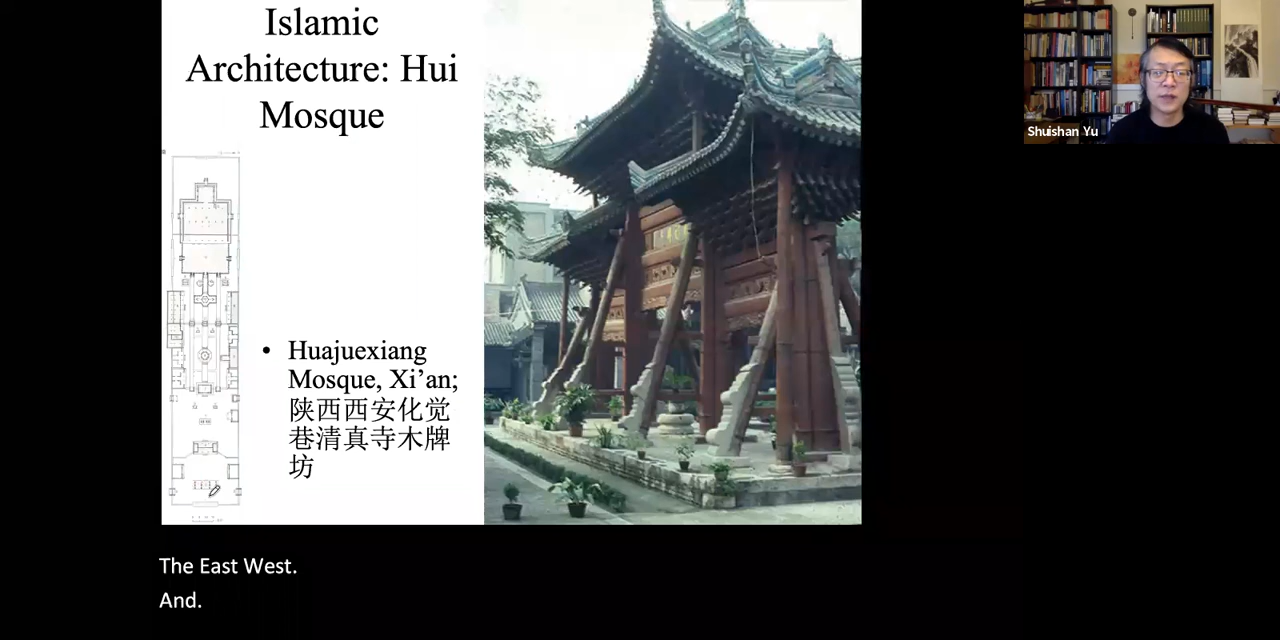 Islamic
Architecture: Hui
Mosque
• Huajuexiang
Mosque, Xi’an;
陕西西安化觉
巷清真寺木牌
坊
Shuishan Yu
The East West.
And.